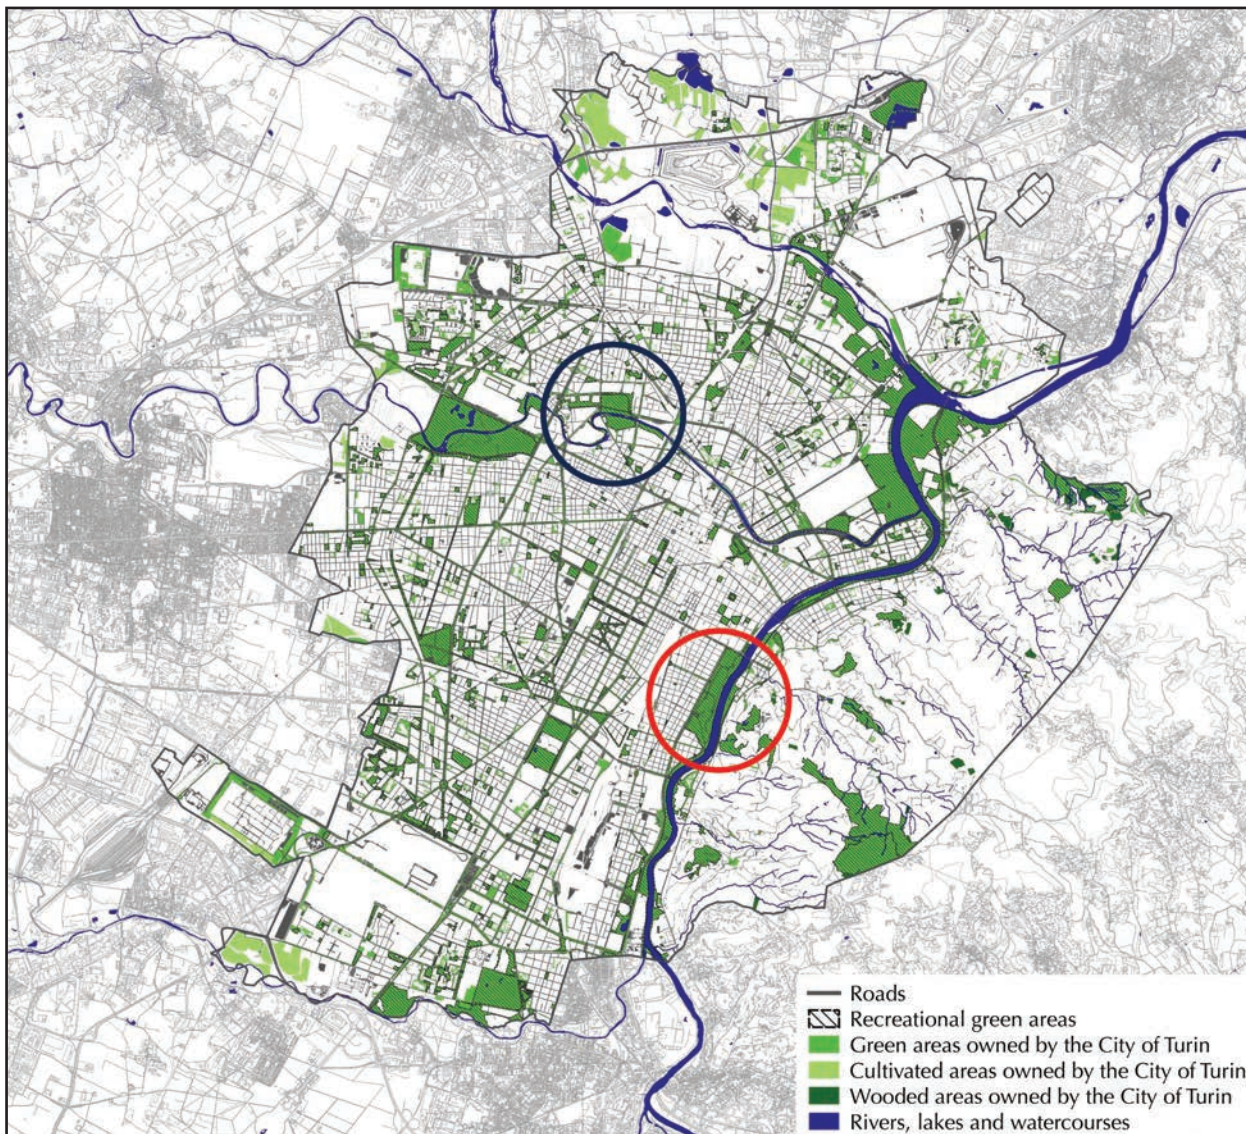 Roads
Recreational green areas
Green areas owned by the City of Turin
Cultivated areas owned by the City of Turin
Wooded areas owned by the City of Turin
Rivers, lakes and watercourses